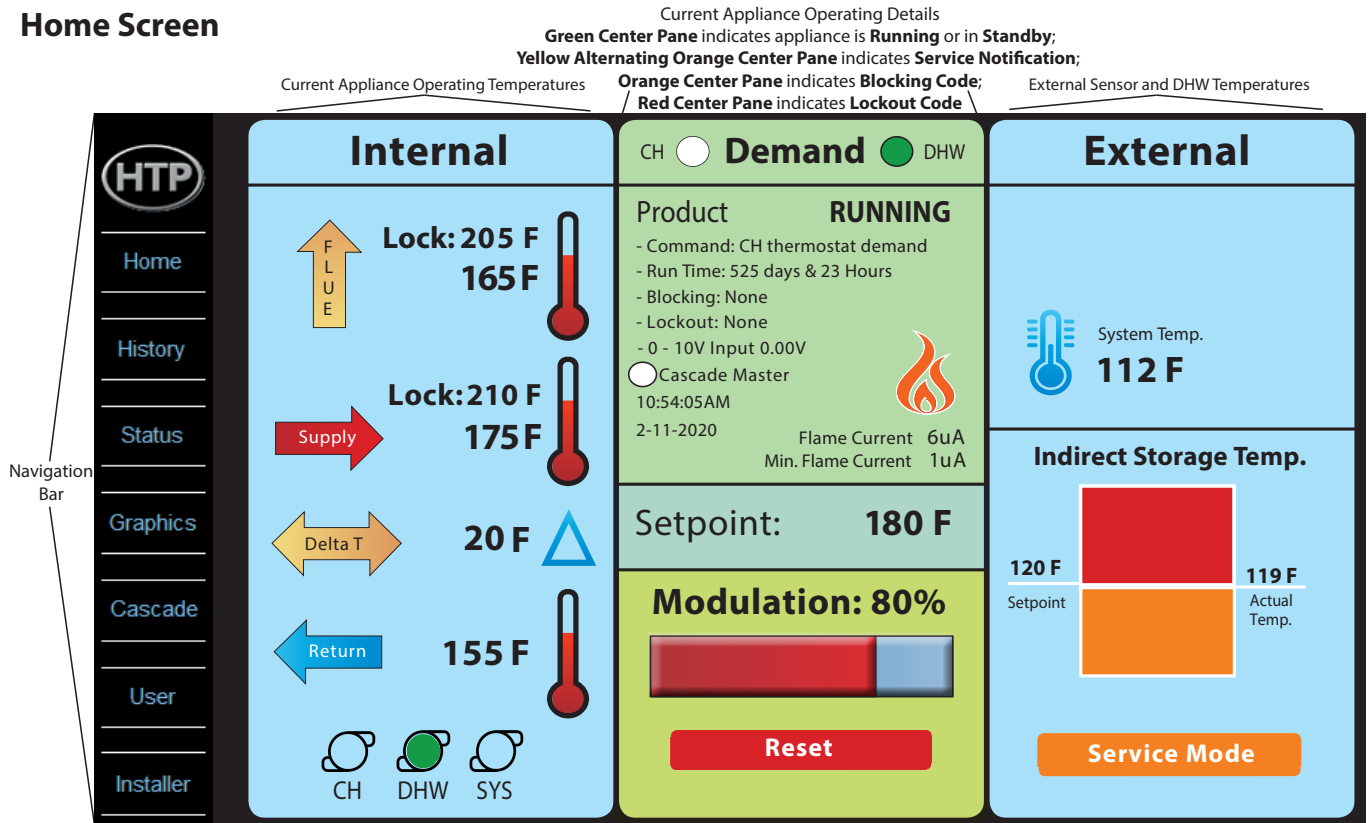 Home Screen
Current Appliance Operating Details
Green Center Pane indicates appliance is Running or in Standby;
Yellow Alternating Orange Center Pane indicates Service Notification;
Orange Center Pane indicates Blocking Code;
Red Center Pane indicates Lockout Code
Current Appliance Operating Temperatures
External Sensor and DHW Temperatures
Navigation
Bar
HTP
Home
History
Status
Graphics
Cascade
User
Installer
Internal
FLUE
Lock: 205 F
165 F
Lock: 210 F
Supply
175 F
Delta T
20 F
Return
155 F
CH
DHW
SYS
CH Demand DHW
Product RUNNING
- Command: CH thermostat demand
- Run Time: 525 days & 23 Hours
- Blocking: None
- Lockout: None
- 0 - 10V Input 0.00V
Cascade Master
10:54:05AM
2-11-2020
Flame Current 6uA
Min. Flame Current 1uA
Setpoint: 180 F
Modulation: 80%
Reset
External
System Temp.
112 F
Indirect Storage Temp.
120 F
Setpoint
119 F
Actual
Temp.
Service Mode